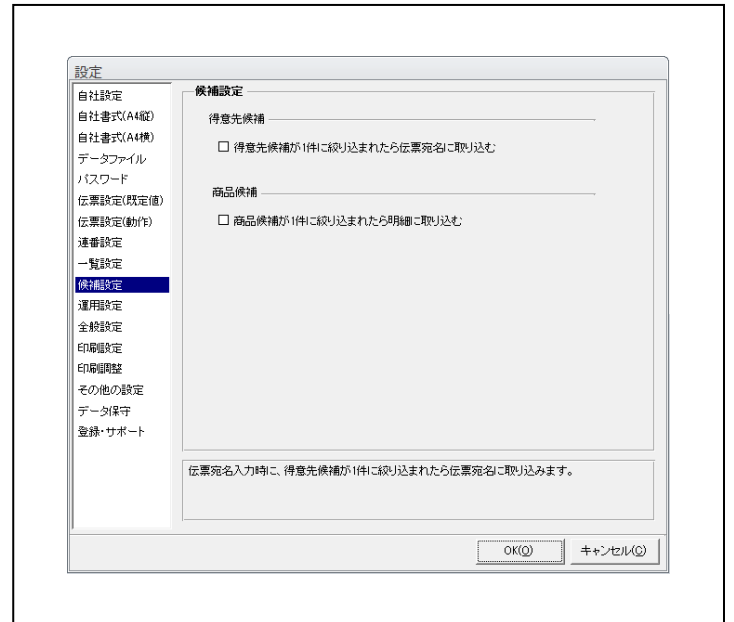 設定
自社設定
自社書式(A4縦)
自社書式(A4横)
データファイル
パスワード
伝票設定(既定値)
伝票設定(動作)
連番設定
一覧設定
候補設定
運用設定
全般設定
印刷設定
印刷調整
その他の設定
データ保守
登録・サポート
候補設定
得意先候補
得意先候補が1件に絞り込まれたら伝票宛名に取り込む
商品候補
商品候補が1件に絞り込まれたら明細に取り込む
伝票宛名入力時に、得意先候補が1件に絞り込まれたら伝票宛名に取り込みます。
OK(O)
キャンセル(C)